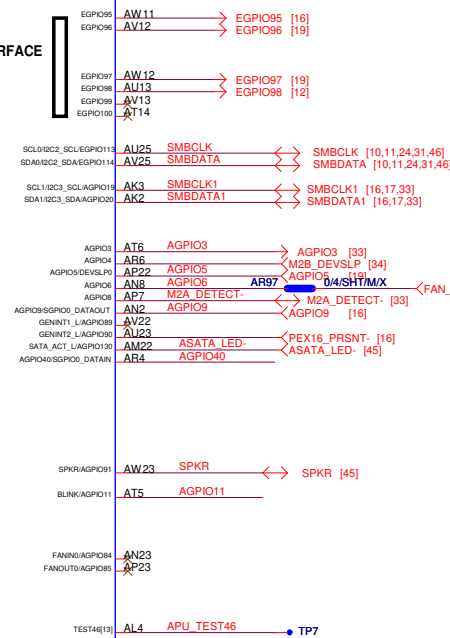 EGPIO95 AW11 EGPIO95 [16]
EGPIO96 AV12 EGPIO96 [19]
RFACE
EGPIO97 AW12 EGPIO97 [19]
EGPIO98 AU13 EGPIO98 [12]
EGPIO99 AV13
EGPIO100 AT14
SCL0/I2C2_SCL/EGPIO113 AU25 SMBCLK SMBCLK [10,11,24,31,46]
SDA0/I2C2_SDA/EGPIO114 AV25 SMBDATA SMBDATA [10,11,24,31,46]
SCL1/I2C3_SCL/AGPIO19 AK3 SMBCLK1 SMBCLK1 [16,17,33]
SDA1/I2C3_SDA/AGPIO20 AK2 SMBDATA1 SMBDATA1 [16,17,33]
AGPIO3 AT6 AGPIO3 AGPIO3 [33]
AGPIO4 AR6 M2B_DEVSLP [34]
AGPIO5/DEVSLP0 AP22 AGPIO5 AGPIO5 [19]
AGPIO6 AN8 AGPIO6 AR97 0/4/SHT/M/X FAN_
AGPIO8 AP7 M2A_DETECT- M2A_DETECT- [33]
AGPIO9/SGPIO0_DATAOUT AN2 AGPIO9 AGPIO9 [16]
GENINT1_L/AGPIO89 AV22
GENINT2_L/AGPIO90 AU23 PEX16_PRSNT- [16]
SATA_ACT_L/AGPIO130 AM22 ASATA_LED- ASATA_LED- [45]
AGPIO40/SGPIO0_DATAIN AR4 AGPIO40
SPKR/AGPIO91 AW23 SPKR SPKR [45]
BLINK/AGPIO11 AT5 AGPIO11
FANIN0/AGPIO84 AN23
FANOUT0/AGPIO85 AP23
TEST46[13] AL4 APU_TEST46 TP7